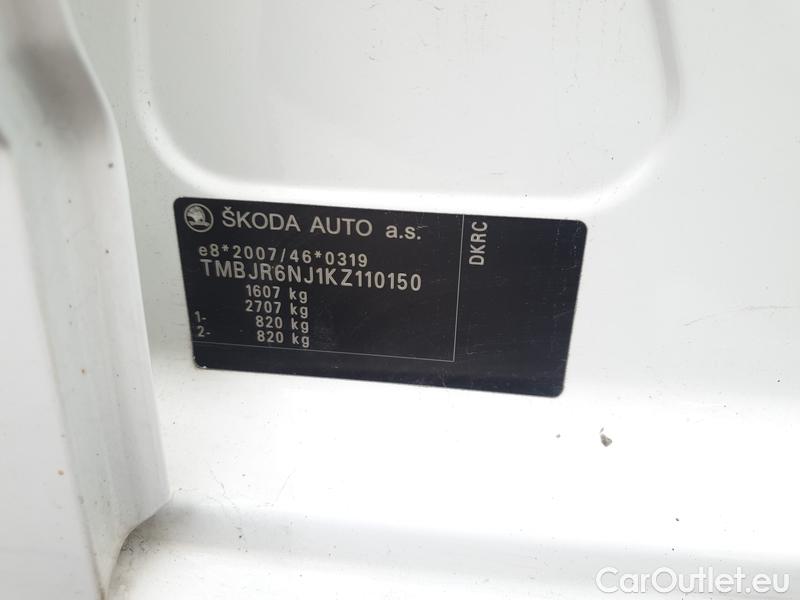 ŠKODA AUTO a.s.
e8*2007/46*0319
TMBJR6NJ1KZ110150
1607 kg
2707 kg
1- 820 kg
2- 820 kg
DKRC
CarOutlet.eu